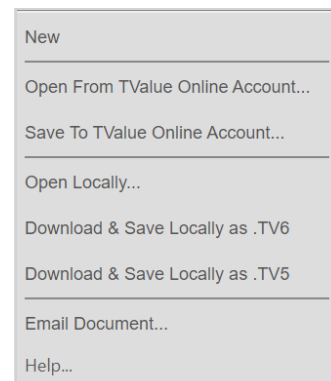 New
Open From TValue Online Account...
Save To TValue Online Account...
Open Locally...
Download & Save Locally as .TV6
Download & Save Locally as .TV5
Email Document...
Help...